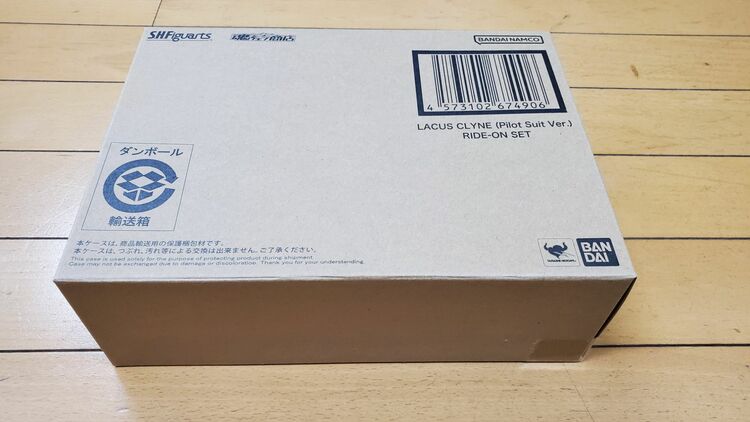 S.H.Figuarts 魂ウェブ商店 BANDAI NAMCO
4 573102 674906
LACUS CLYNE (Pilot Suit Ver.)
RIDE-ON SET
ダンボール
輸送箱
本ケースは、商品輸送用の保護梱包材です。
本ケースは、つぶれ、汚れ等による交換は出来ません。ご了承ください。
This case is used solely for the purpose of protecting product during shipment.
Case may not be exchanged due to damage or discoloration. Thank you for your understanding.
TAMASHII NATIONS
BAN
DAI